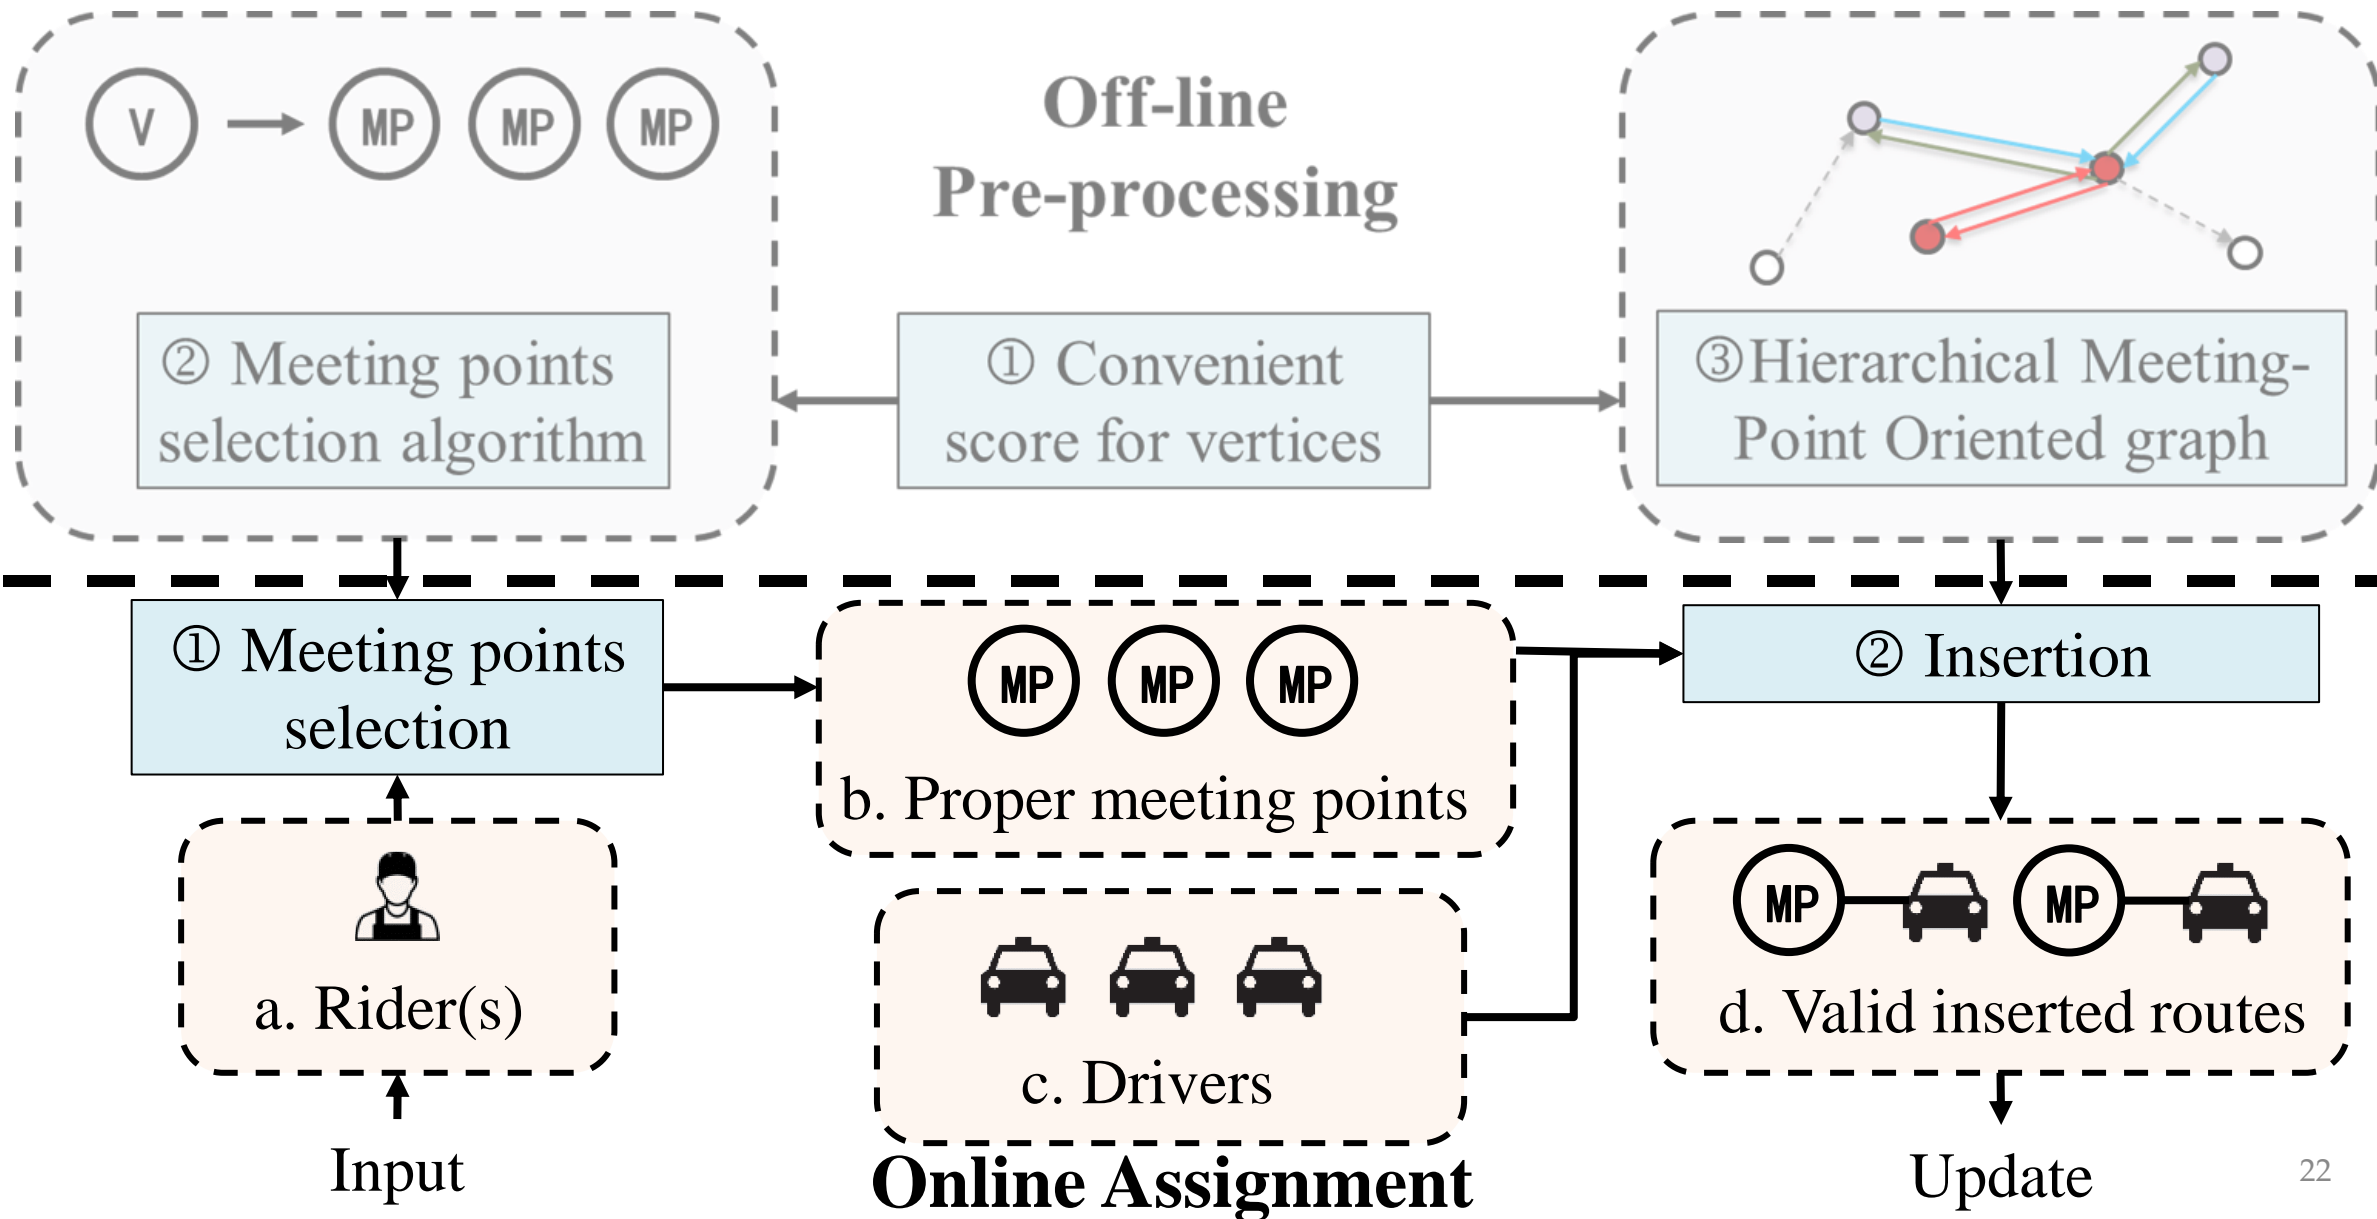 V MP MP MP
Off-line
Pre-processing
② Meeting points
selection algorithm
① Convenient
score for vertices
③Hierarchical Meeting-
Point Oriented graph
① Meeting points
selection
MP MP MP
b. Proper meeting points
② Insertion
a. Rider(s)
Input
c. Drivers
Online Assignment
MP MP
d. Valid inserted routes
Update
22